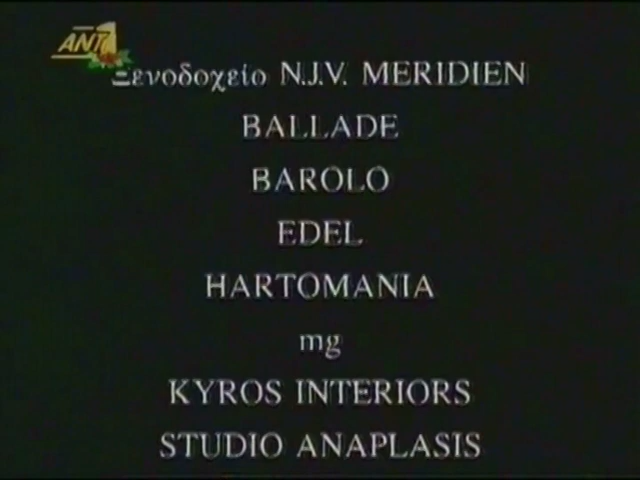 ANT1
Ξενοδοχείο N.J.V. MERIDIEN
BALLADE
BAROLO
EDEL
HARTOMANIA
mg
KYROS INTERIORS
STUDIO ANAPLASIS